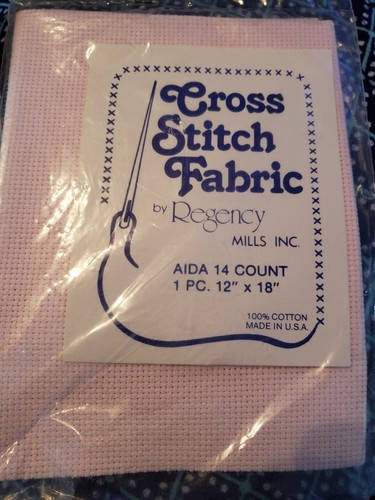 Cross
Stitch
Fabric
by Regency
MILLS INC.
AIDA 14 COUNT
1 PC. 12" x 18"
100% COTTON
MADE IN U.S.A.